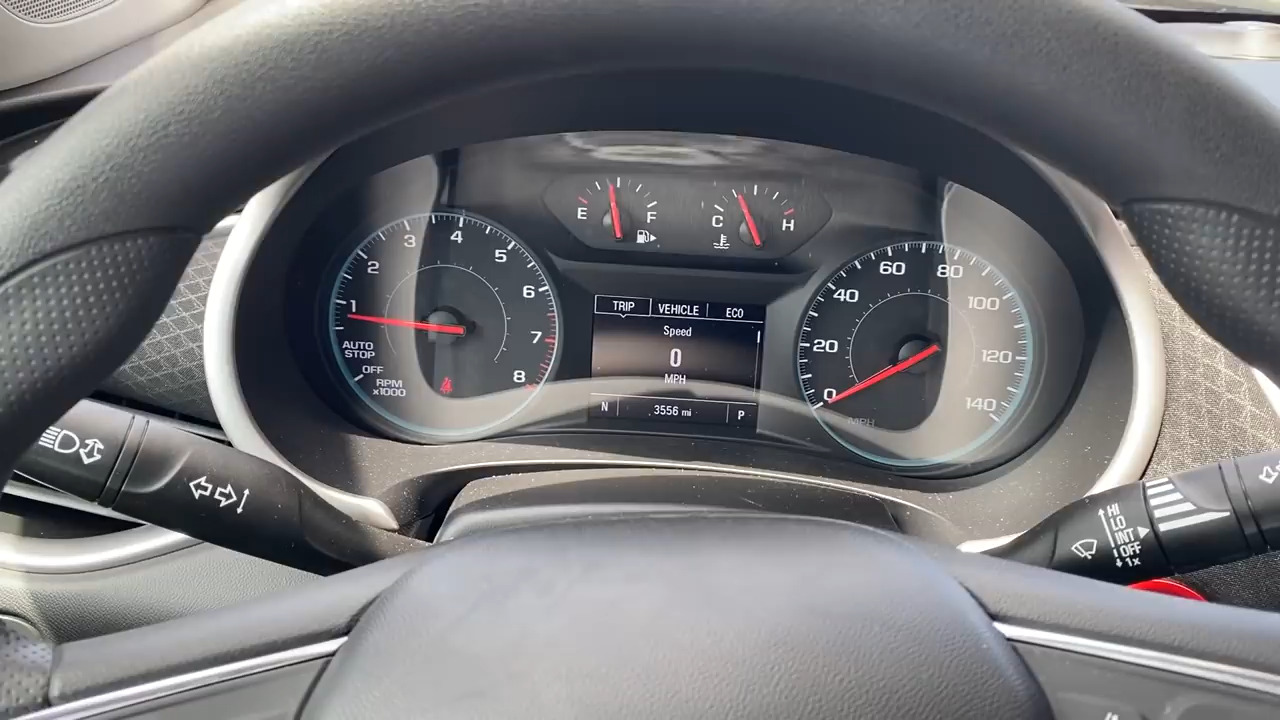 E F
C H
1 2 3 4 5 6 7 8
AUTO
STOP
OFF
RPM
x1000
TRIP VEHICLE ECO
Speed
0
MPH
N 3556 mi P
0 20 40 60 80 100 120 140
MPH
HI
LO
INT
OFF
1x